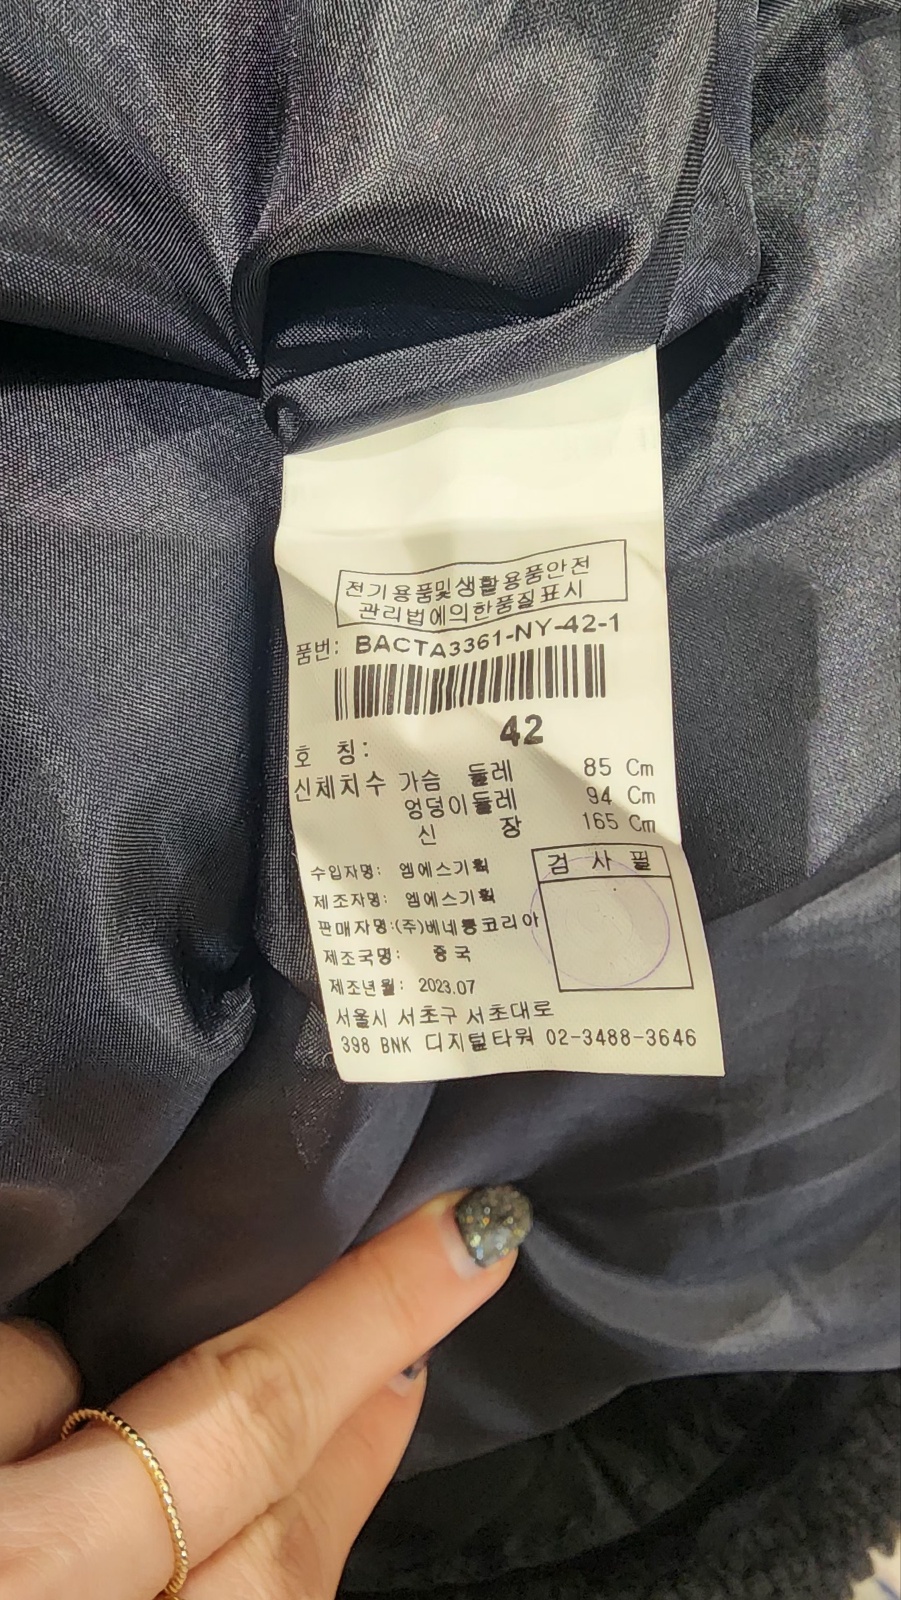 전기용품및생활용품안전
관리법에의한품질표시
품번: BACTA3361-NY-42-1
호 칭: 42
신체치수 가슴 둘레 85 Cm
엉덩이둘레 94 Cm
신 장 165 Cm
검 사 필
수입자명: 엠에스기획
제조자명: 엠에스기획
판매자명:(주)베네통코리아
제조국명: 중국
제조년월: 2023.07
서울시 서초구 서초대로
398 BNK 디지털타워 02-3488-3646